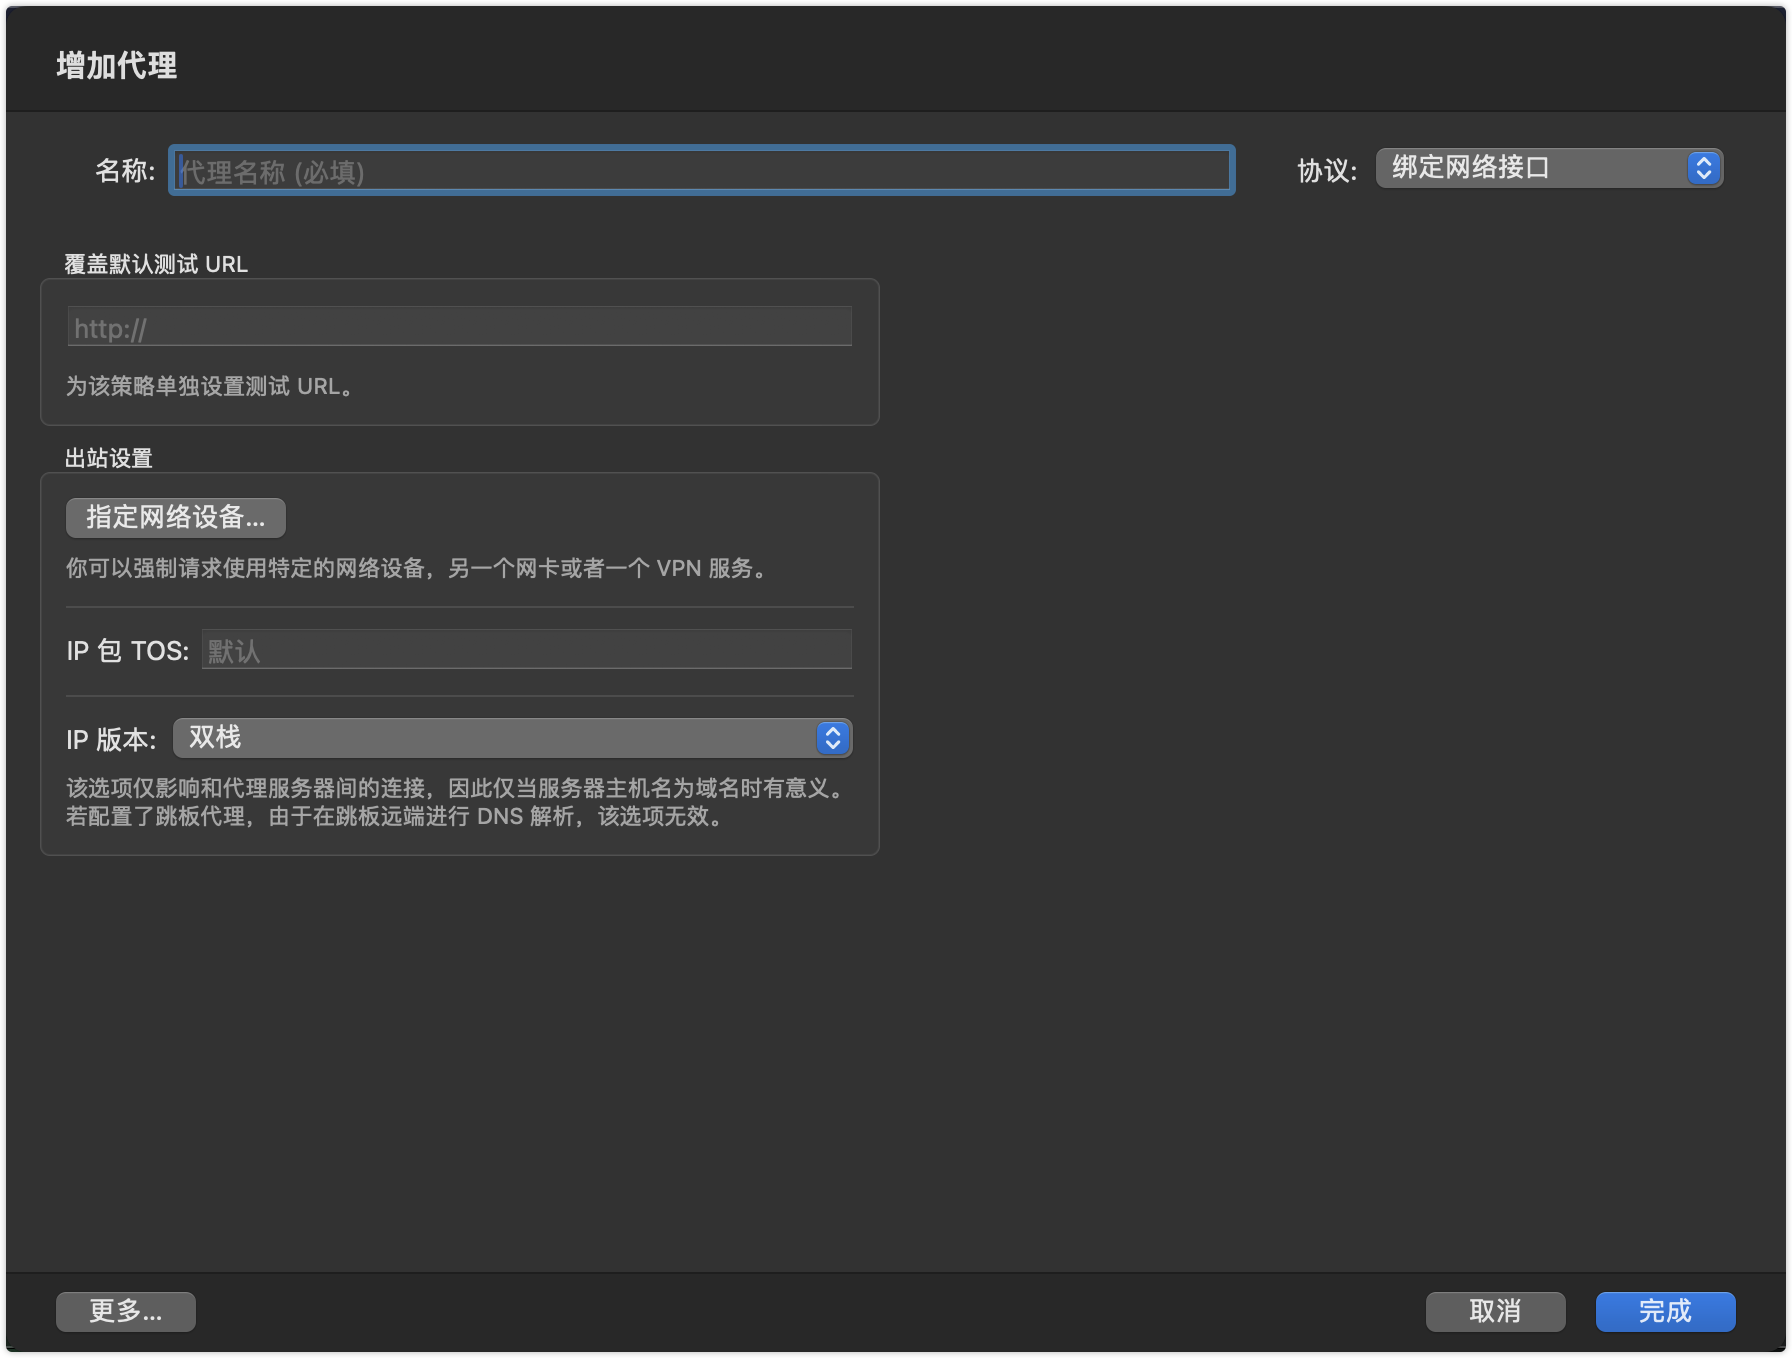 增加代理
名称: 代理名称 (必填) 协议: 绑定网络接口
覆盖默认测试 URL
http://
为该策略单独设置测试 URL。
出站设置
指定网络设备...
你可以强制请求使用特定的网络设备，另一个网卡或者一个 VPN 服务。
IP 包 TOS: 默认
IP 版本: 双栈
该选项仅影响和代理服务器间的连接，因此仅当服务器主机名为域名时有意义。
若配置了跳板代理，由于在跳板远端进行 DNS 解析，该选项无效。
更多... 取消 完成